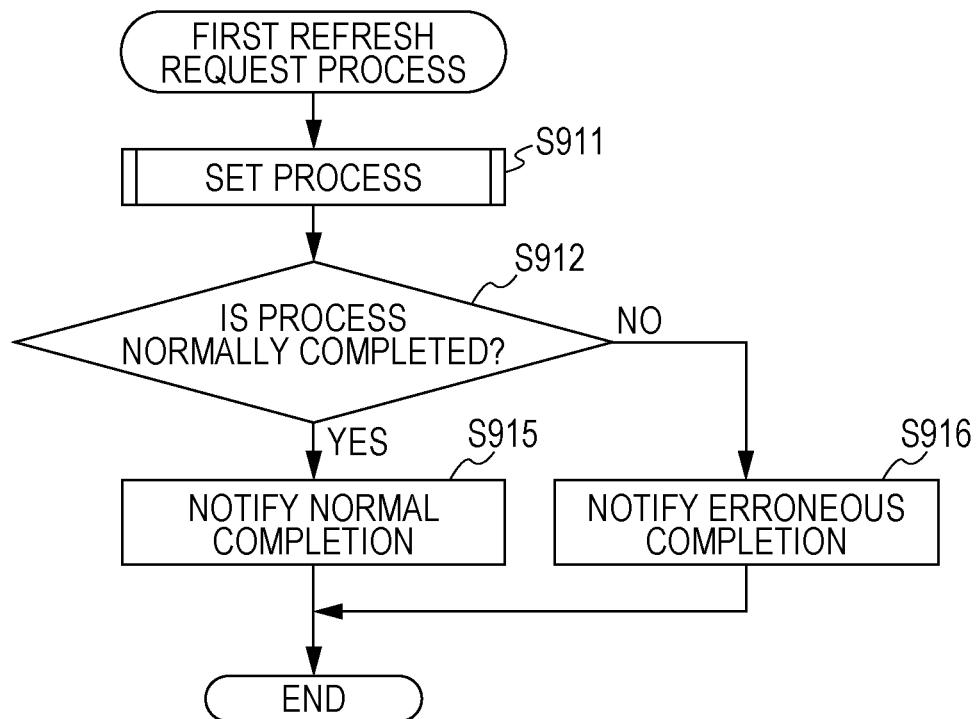 FIRST REFRESH
REQUEST PROCESS
SET PROCESS
S911
S912
IS PROCESS
NORMALLY COMPLETED?
NO
YES
S915
S916
NOTIFY NORMAL
COMPLETION
NOTIFY ERRONEOUS
COMPLETION
END